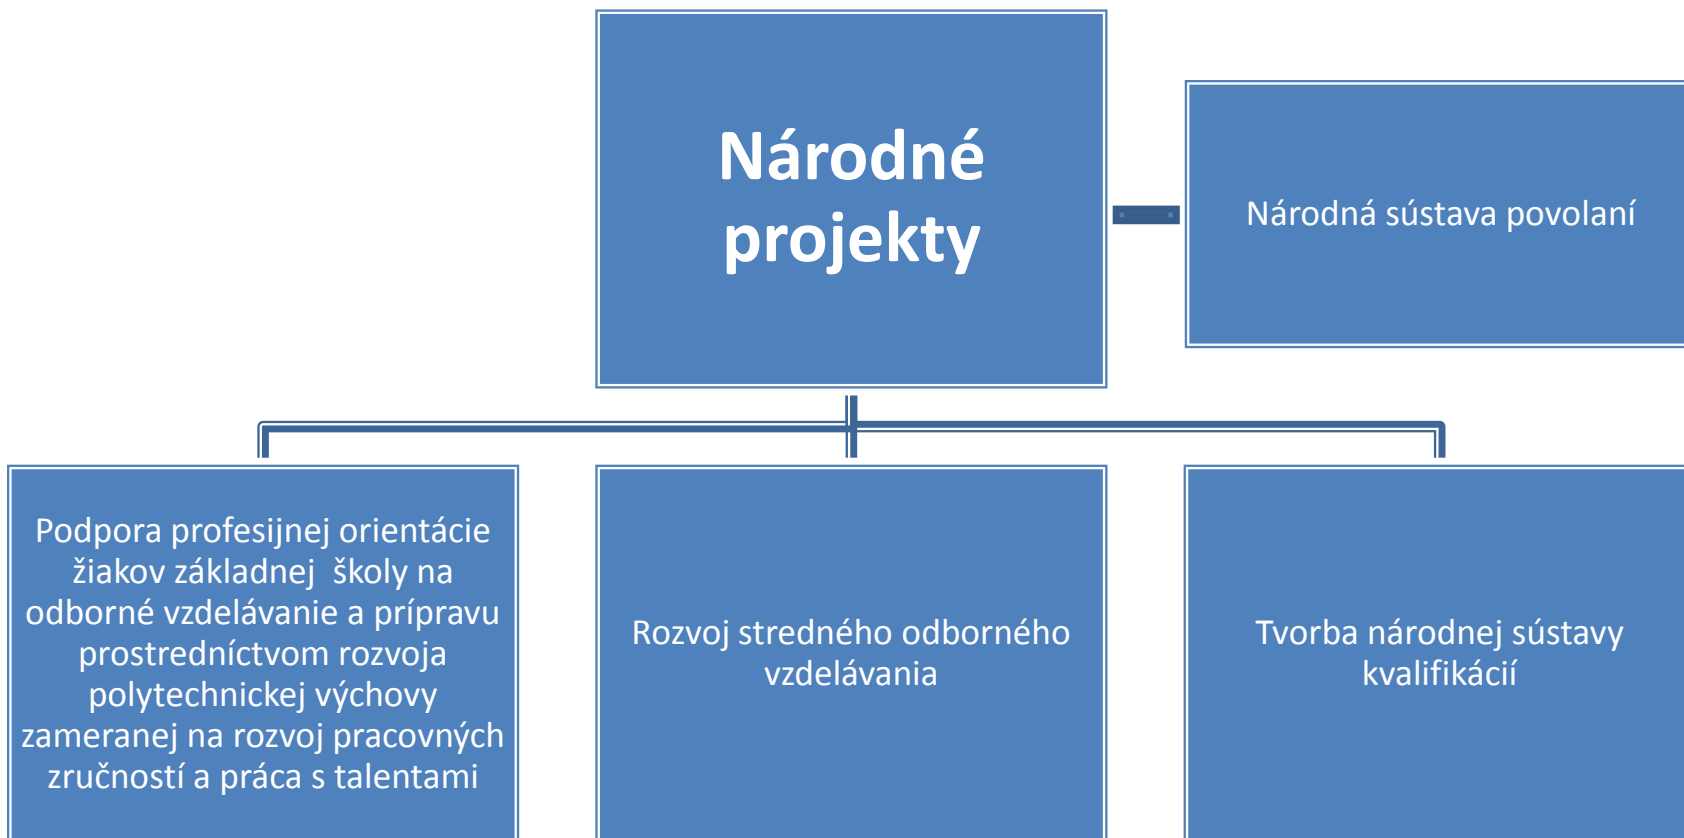 Národné
projekty
Národná sústava povolaní
Podpora profesijnej orientácie
žiakov základnej  školy na
odborné vzdelávanie a prípravu
prostredníctvom rozvoja
polytechnickej výchovy
zameranej na rozvoj pracovných
zručností a práca s talentami
Rozvoj stredného odborného
vzdelávania
Tvorba národnej sústavy
kvalifikácií